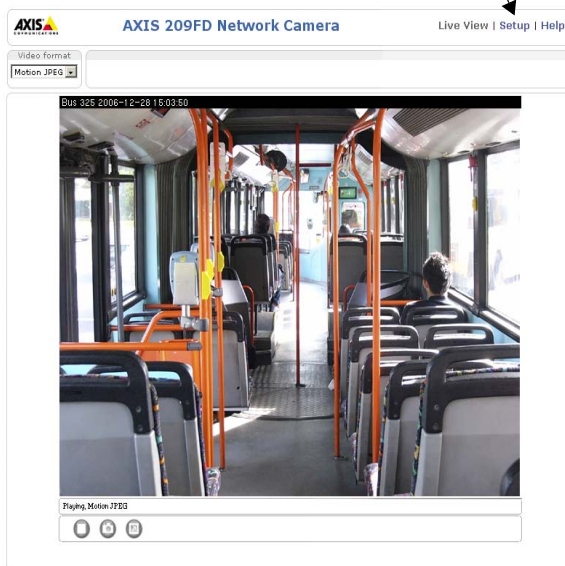 AXIS
COMMUNICATIONS
AXIS 209FD Network Camera
Live View | Setup | Help
Video format
Motion JPEG
Bus 325 2006-12-28 15:03:50
Playing, Motion JPEG